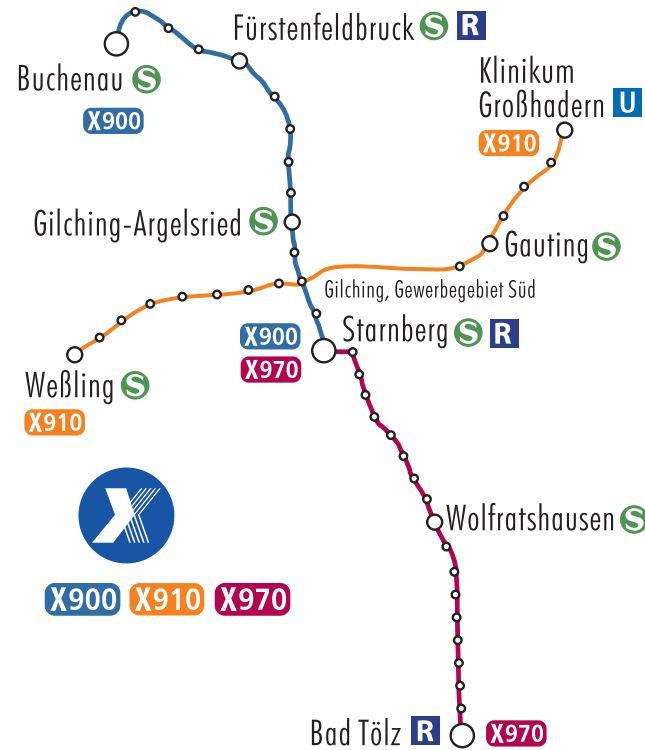 Fürstenfeldbruck S R
Buchenau S
X900
Klinikum
Großhadern U
X910
Gilching-Argelsried S
Gauting S
Gilching, Gewerbegebiet Süd
X900
X970
Starnberg S R
Weßling S
X910
X
Wolfratshausen S
X900 X910 X970
Bad Tölz R X970